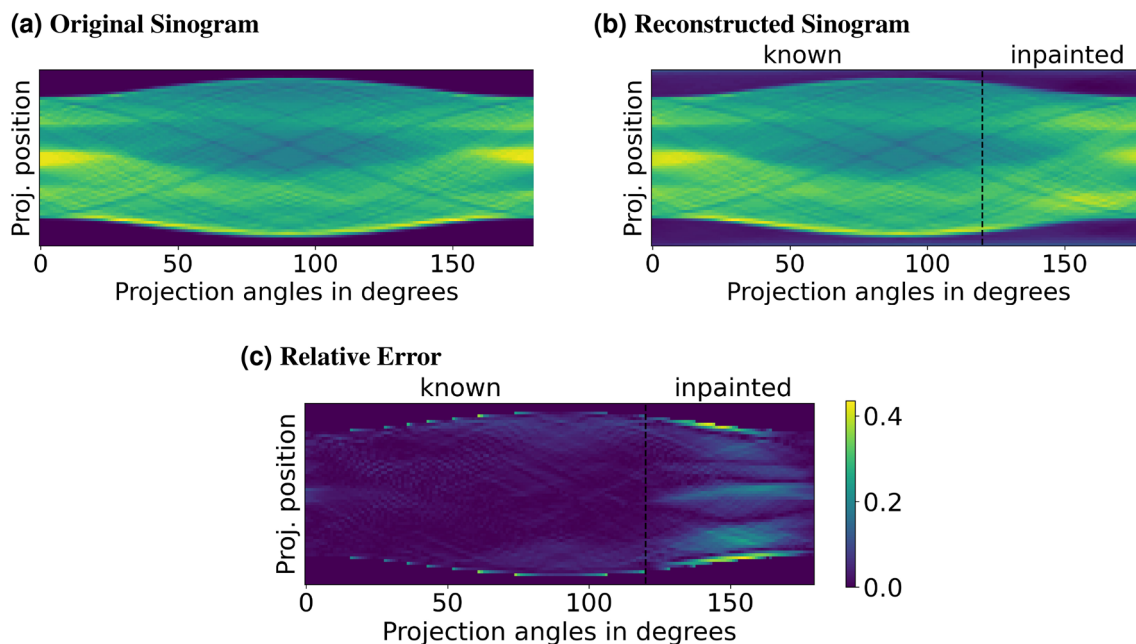 (a) Original Sinogram
Proj. position
0 50 100 150
Projection angles in degrees
(b) Reconstructed Sinogram
known inpainted
Proj. position
0 50 100 150
Projection angles in degrees
(c) Relative Error
known inpainted
Proj. position
0 50 100 150
Projection angles in degrees
0.4
0.2
0.0